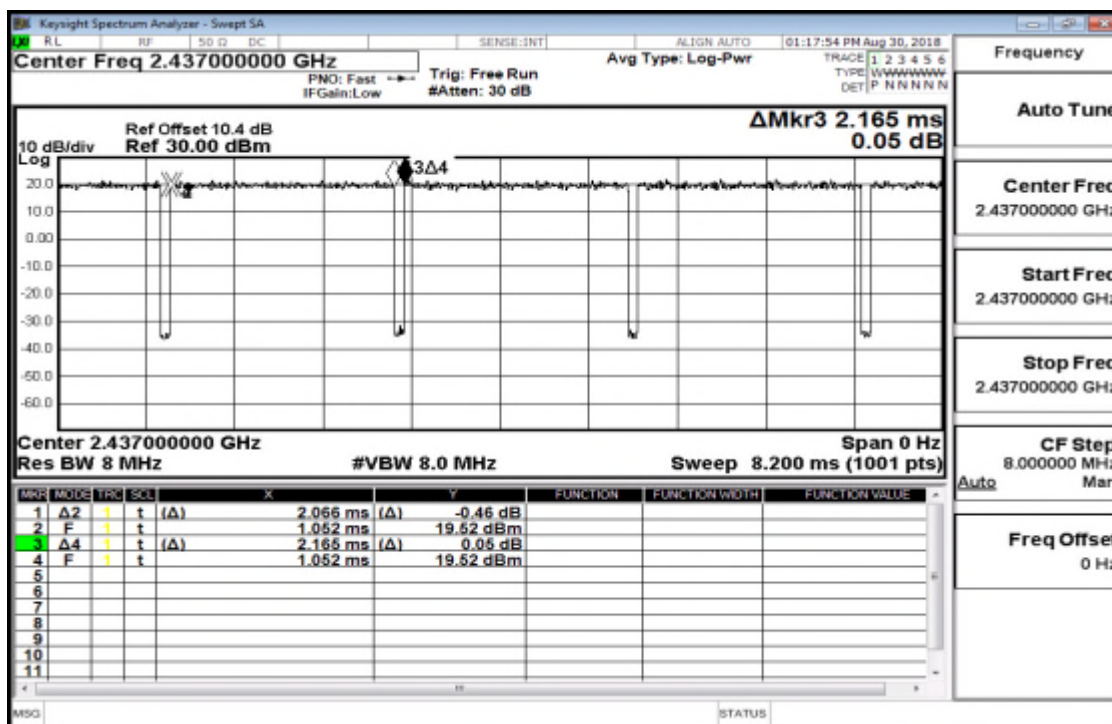 Keysight Spectrum Analyzer - Swept SA
LXI RL RF 50 Ω DC SENSE:INT ALIGN AUTO 01:17:54 PM Aug 30, 2018
Center Freq 2.437000000 GHz
PNO: Fast
IFGain:Low
Trig: Free Run
#Atten: 30 dB
Avg Type: Log-Pwr
TRACE 1 2 3 4 5 6
TYPE WWWWWW
DET P N N N N N
ΔMkr3 2.165 ms
0.05 dB
Ref Offset 10.4 dB
10 dB/div Ref 30.00 dBm
Log
3Δ4
20.0
10.0
0.00
-10.0
-20.0
-30.0
-40.0
-50.0
-60.0
Center 2.437000000 GHz Span 0 Hz
Res BW 8 MHz #VBW 8.0 MHz Sweep 8.200 ms (1001 pts)
MKR MODE TRC SCL X Y FUNCTION FUNCTION WIDTH FUNCTION VALUE
1 Δ2 1 t (Δ) 2.066 ms (Δ) -0.46 dB
2 F 1 t 1.052 ms 19.52 dBm
3 Δ4 1 t (Δ) 2.165 ms (Δ) 0.05 dB
4 F 1 t 1.052 ms 19.52 dBm
5
6
7
8
9
10
11
MSG STATUS
Frequency
Auto Tune
Center Freq
2.437000000 GHz
Start Freq
2.437000000 GHz
Stop Freq
2.437000000 GHz
CF Step
8.000000 MHz
Auto Man
Freq Offset
0 Hz